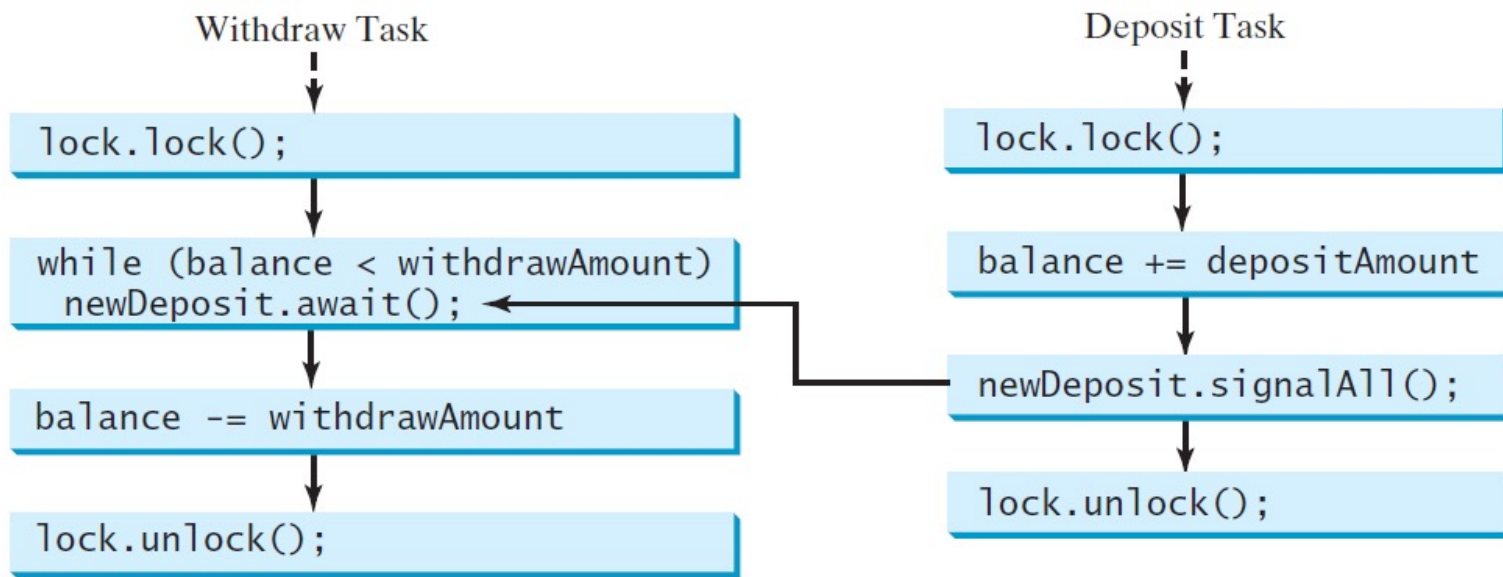 Withdraw Task
lock.lock();
while (balance < withdrawAmount)
newDeposit.await();
balance -= withdrawAmount
lock.unlock();
Deposit Task
lock.lock();
balance += depositAmount
newDeposit.signalAll();
lock.unlock();